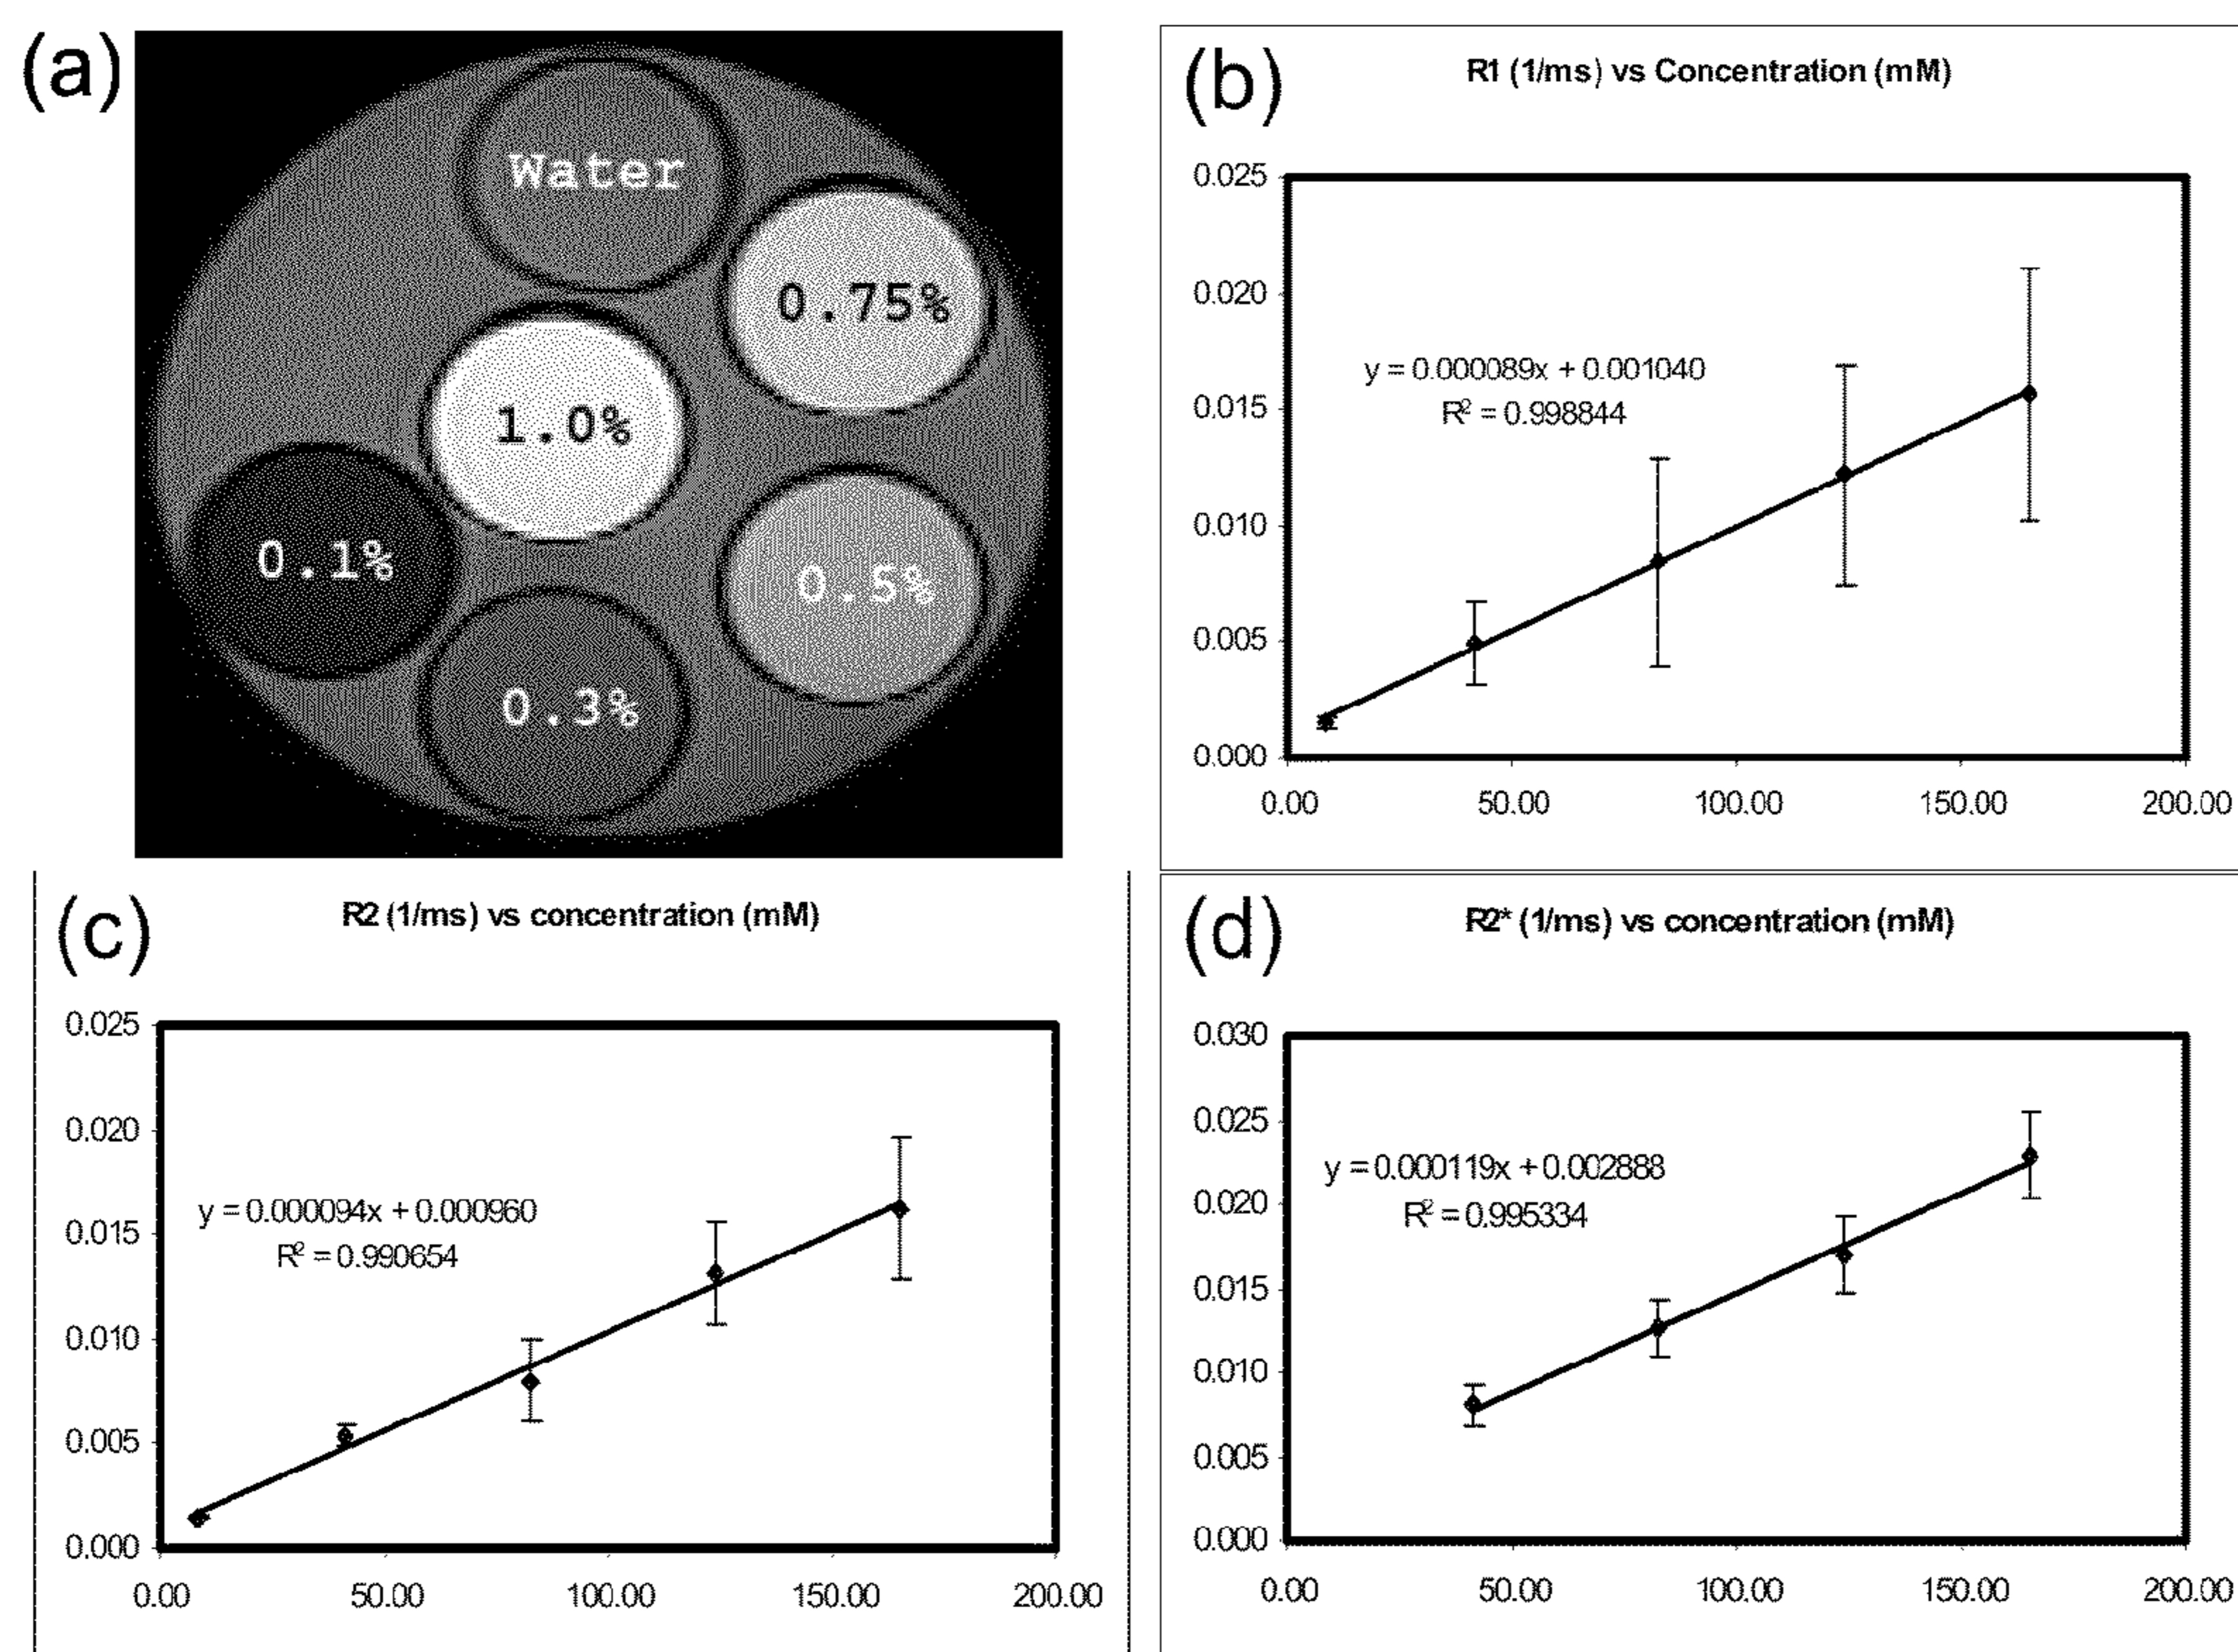 (a)
Water
0.75%
1.0%
0.1%
0.5%
0.3%
(b)
R1 (1/ms) vs Concentration (mM)
0.025
0.020
0.015
0.010
0.005
0.000
y = 0.000089x + 0.001040
R² = 0.998844
0.00 50.00 100.00 150.00 200.00
(c)
R2 (1/ms) vs concentration (mM)
0.025
0.020
0.015
0.010
0.005
0.000
y = 0.000094x + 0.000960
R² = 0.990654
0.00 50.00 100.00 150.00 200.00
(d)
R2* (1/ms) vs concentration (mM)
0.030
0.025
0.020
0.015
0.010
0.005
0.000
y = 0.000119x + 0.002888
R² = 0.995334
0.00 50.00 100.00 150.00 200.00